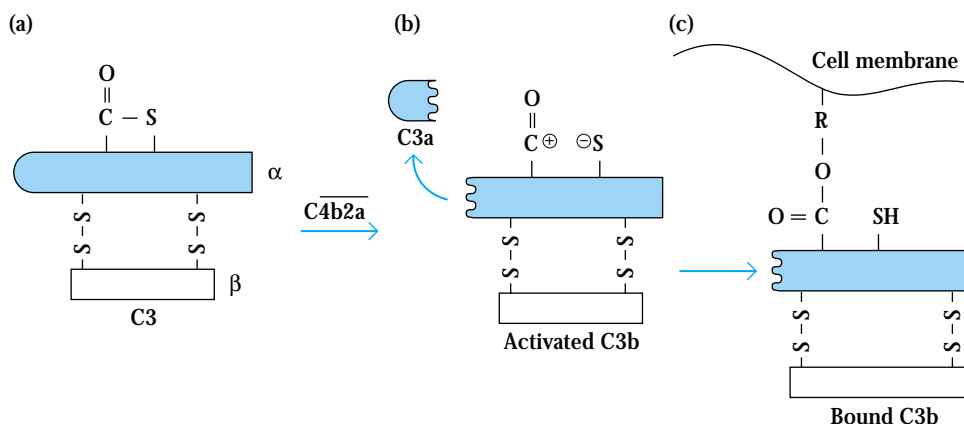 (a)
O
C – S
α
S S
S S
β
C3
C4b2a
(b)
C3a
O
C⊕ ⊖S
S S
S S
Activated C3b
(c)
Cell membrane
R
O
O = C SH
S S
S S
Bound C3b